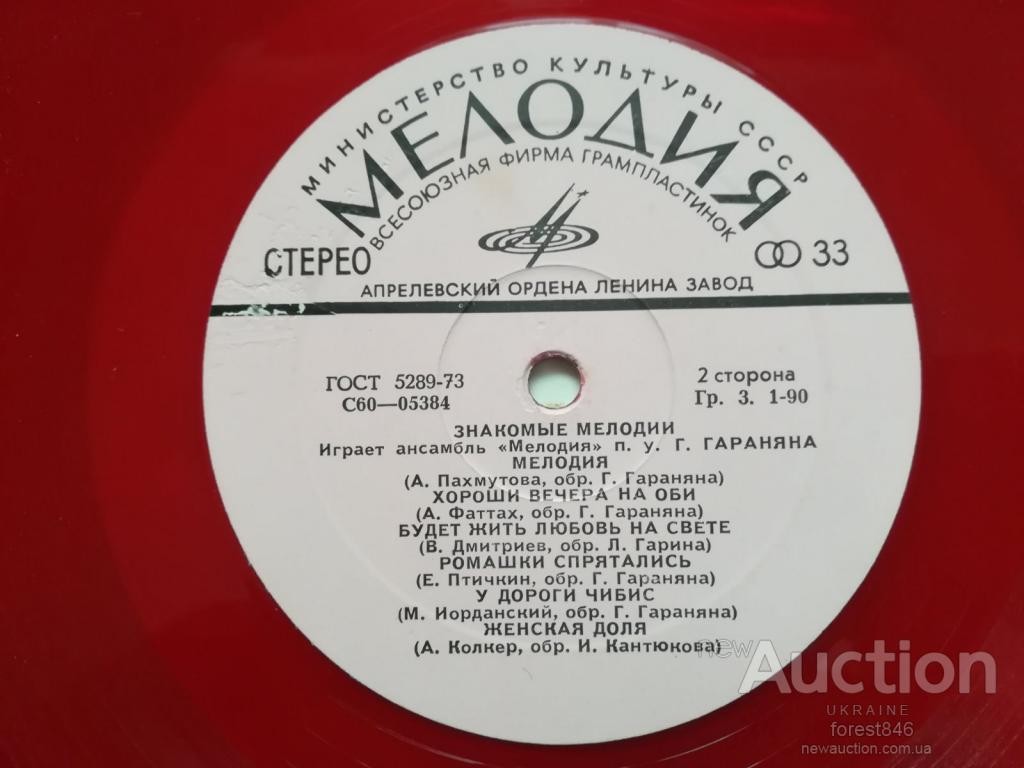 МИНИСТЕРСТВО КУЛЬТУРЫ СССР
МЕЛОДИЯ
ВСЕСОЮЗНАЯ ФИРМА ГРАМПЛАСТИНОК
СТЕРЕО
33
АПРЕЛЕВСКИЙ ОРДЕНА ЛЕНИНА ЗАВОД
ГОСТ 5289-73
С60—05384
2 сторона
Гр. 3. 1-90
ЗНАКОМЫЕ МЕЛОДИИ
Играет ансамбль «Мелодия» п. у. Г. ГАРАНЯНА
МЕЛОДИЯ
(А. Пахмутова, обр. Г. Гараняна)
ХОРОШИ ВЕЧЕРА НА ОБИ
(А. Фаттах, обр. Г. Гараняна)
БУДЕТ ЖИТЬ ЛЮБОВЬ НА СВЕТЕ
(В. Дмитриев, обр. Л. Гарина)
РОМАШКИ СПРЯТАЛИСЬ
(Е. Птичкин, обр. Г. Гараняна)
У ДОРОГИ ЧИБИС
(М. Иорданский, обр. Г. Гараняна)
ЖЕНСКАЯ ДОЛЯ
(А. Колкер, обр. И. Кантюкова)
newAuction
UKRAINE
forest846
newauction.com.ua